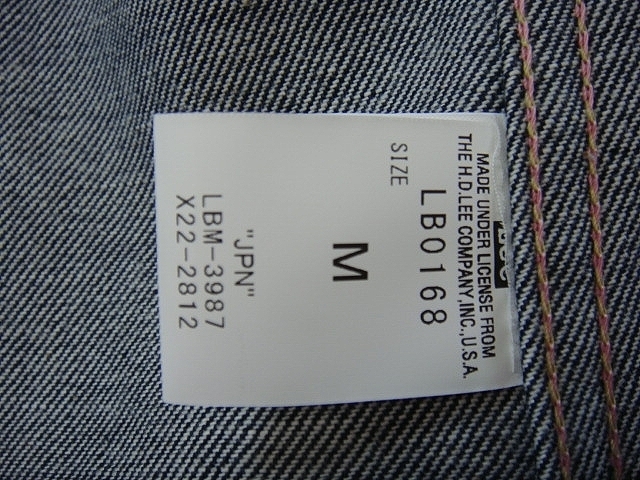 MADE UNDER LICENSE FROM
THE H.D.LEE COMPANY,INC.,U.S.A.
LB0168
SIZE
M
"JPN"
LBM-3987
X22-2812